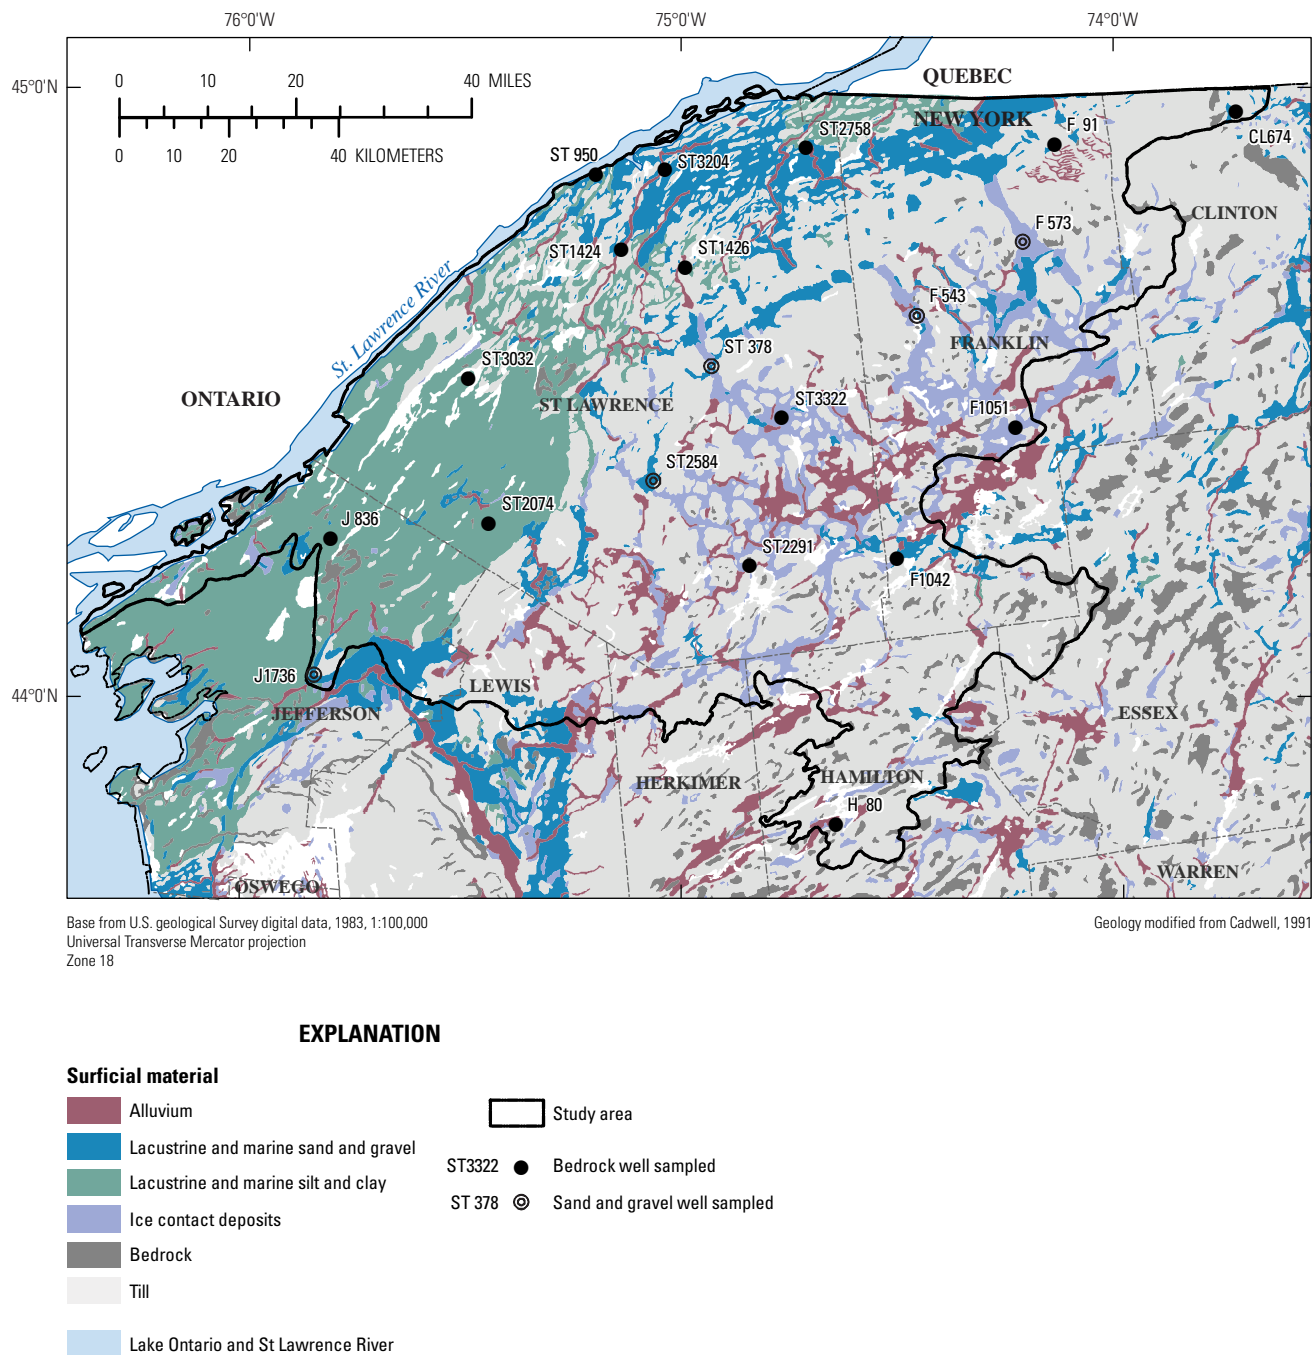 76°0'W 75°0'W 74°0'W
45°0'N
0 10 20 40 MILES
0 10 20 40 KILOMETERS
QUEBEC
NEW YORK
ST2758
F 91
CL674
ST 950
ST3204
CLINTON
F 573
ST1424
ST1426
St. Lawrence River
F 543
FRANKLIN
ST 378
ST3032
ONTARIO
ST LAWRENCE
ST3322
F1051
ST2584
ST2074
J 836
ST2291
F1042
J1736
LEWIS
44°0'N
JEFFERSON
ESSEX
HERKIMER
HAMILTON
H 80
WARREN
OSWEGO
Base from U.S. geological Survey digital data, 1983, 1:100,000
Universal Transverse Mercator projection
Zone 18
Geology modified from Cadwell, 1991
EXPLANATION
Surficial material
Alluvium
Lacustrine and marine sand and gravel
Lacustrine and marine silt and clay
Ice contact deposits
Bedrock
Till
Lake Ontario and St Lawrence River
Study area
ST3322 Bedrock well sampled
ST 378 Sand and gravel well sampled